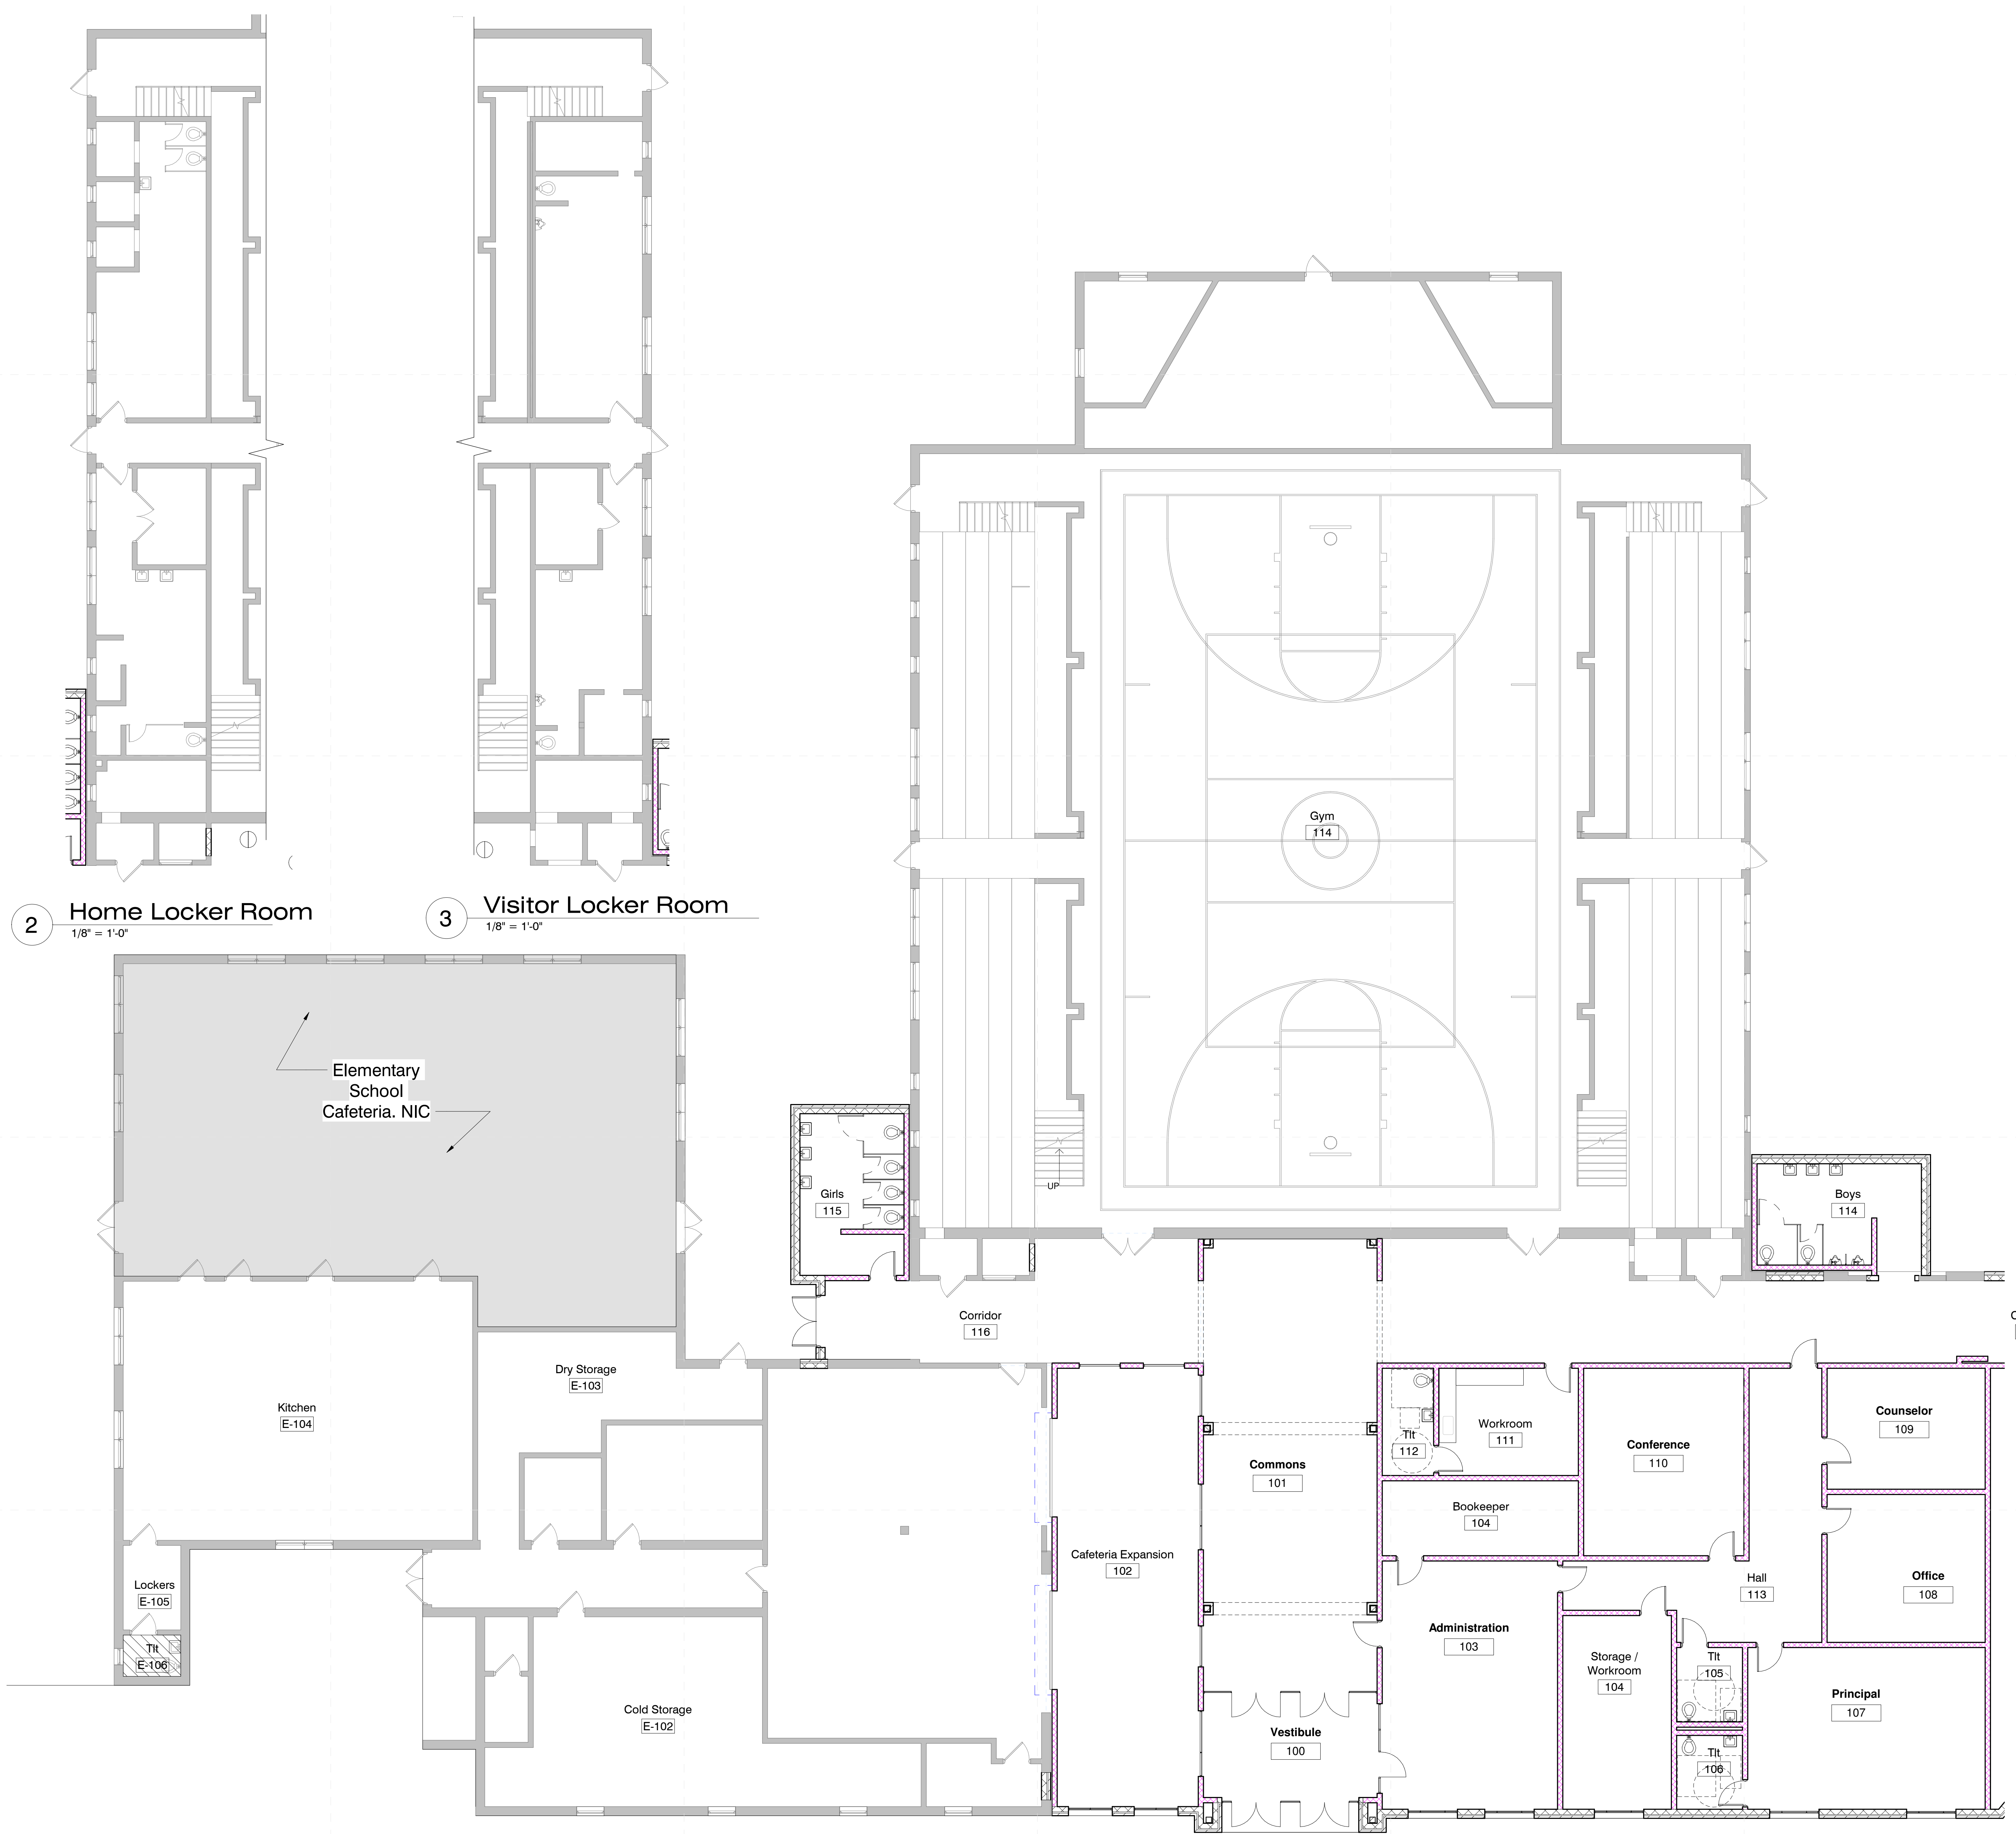 2
Home Locker Room
1/8" = 1'-0"
3
Visitor Locker Room
1/8" = 1'-0"
Gym
114
Elementary
School
Cafeteria. NIC
UP
Girls
115
Boys
114
Corridor
116
Dry Storage
E-103
Kitchen
E-104
Counselor
109
Tlt
112
Workroom
111
Conference
110
Commons
101
Bookeeper
104
Cafeteria Expansion
102
Lockers
E-105
Hall
113
Office
108
Administration
103
Tlt
E-106
Storage /
Workroom
104
Tlt
105
Principal
107
Cold Storage
E-102
Vestibule
100
Tlt
106